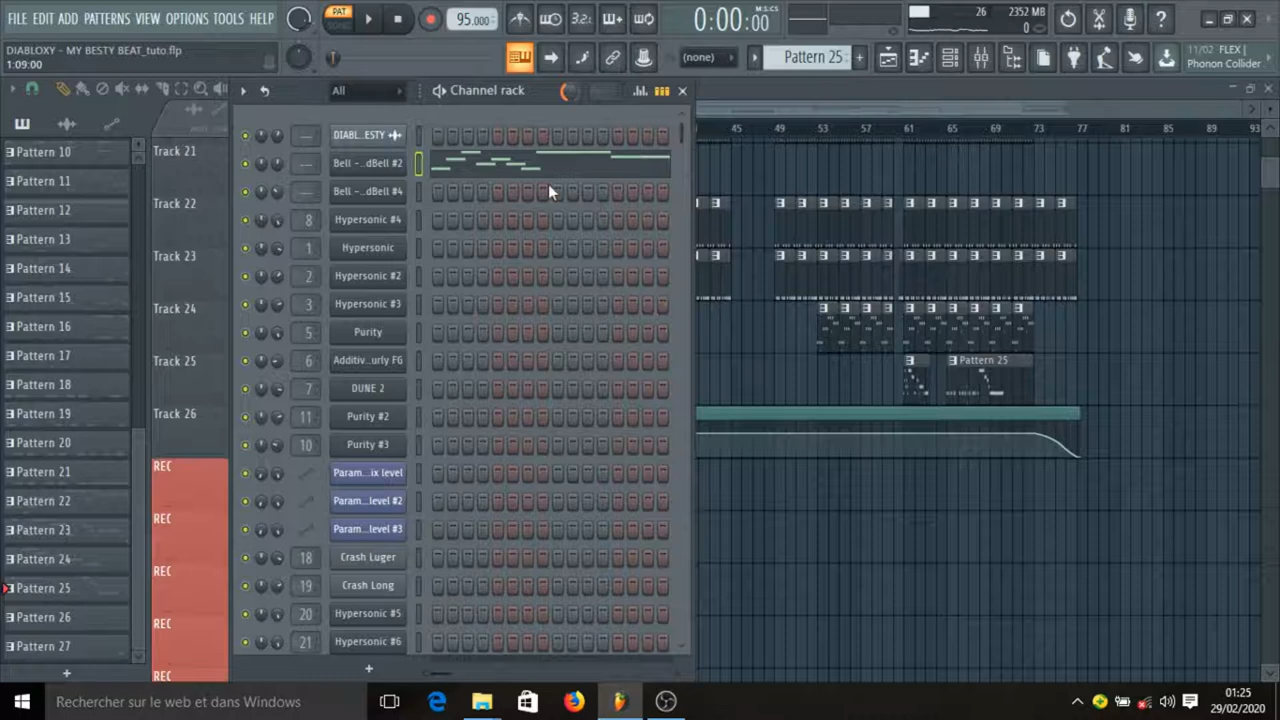 FILE EDIT ADD PATTERNS VIEW OPTIONS TOOLS HELP
PAT
95.000
3.2:
0:00:00
M:S:CS
26
2352 MB
0
DIABLOXY - MY BESTY BEAT_tuto.flp
1:09:00
(none)
Pattern 25
11/02 FLEX |
Phonon Collider
All
Channel rack
45 49 53 57 61 65 69 73 77 81 85 89 93
Pattern 10
Pattern 11
Pattern 12
Pattern 13
Pattern 14
Pattern 15
Pattern 16
Pattern 17
Pattern 18
Pattern 19
Pattern 20
Pattern 21
Pattern 22
Pattern 23
Pattern 24
Pattern 25
Pattern 26
Pattern 27
Track 21
Track 22
Track 23
Track 24
Track 25
Track 26
REC
REC
REC
REC
REC
DIABL...ESTY
Bell -...dBell #2
Bell -...dBell #4
8 Hypersonic #4
1 Hypersonic
2 Hypersonic #2
3 Hypersonic #3
5 Purity
6 Additiv...urly FG
7 DUNE 2
11 Purity #2
10 Purity #3
Param...ix level
Param...level #2
Param...level #3
18 Crash Luger
19 Crash Long
20 Hypersonic #5
21 Hypersonic #6
Pattern 25
Rechercher sur le web et dans Windows
01:25
29/02/2020